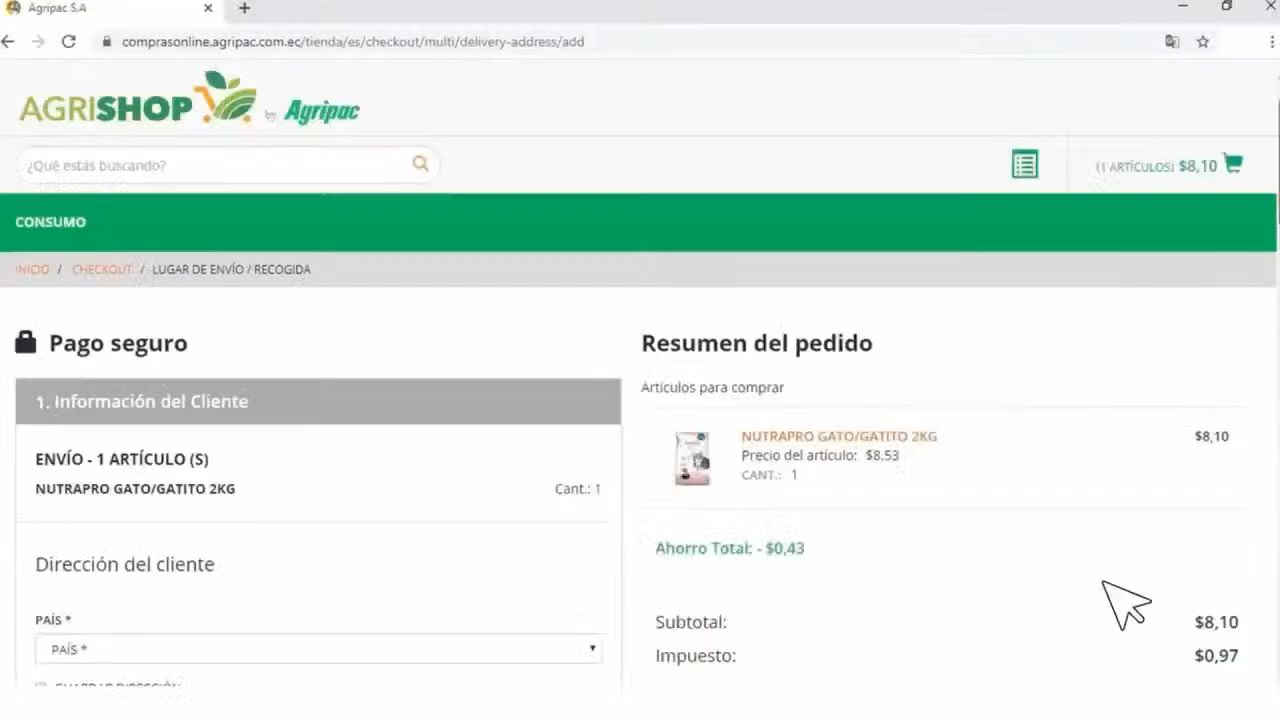 Agripac S.A
comprasonline.agripac.com.ec/tienda/es/checkout/multi/delivery-address/add
AGRISHOP by Agripac
¿Qué estás buscando?
(1 ARTÍCULOS) $8,10
CONSUMO
INICIO / CHECKOUT / LUGAR DE ENVÍO / RECOGIDA
Pago seguro
1. Información del Cliente
ENVÍO - 1 ARTÍCULO (S)
NUTRAPRO GATO/GATITO 2KG Cant.: 1
Dirección del cliente
PAÍS *
PAÍS *
GUARDAR DIRECCIÓN
Resumen del pedido
Artículos para comprar
NUTRAPRO GATO/GATITO 2KG $8,10
Precio del artículo: $8.53
CANT.: 1
Ahorro Total: - $0,43
Subtotal: $8,10
Impuesto: $0,97